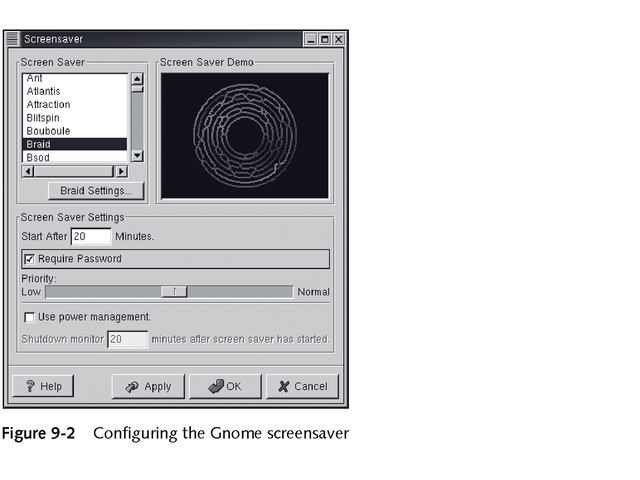 Screensaver
Screen Saver
Screen Saver Demo
Ant
Atlantis
Attraction
Blitspin
Bouboule
Braid
Bsod
Braid Settings...
Screen Saver Settings
Start After 20 Minutes.
Require Password
Priority:
Low Normal
Use power management.
Shutdown monitor 20 minutes after screen saver has started.
? Help Apply OK Cancel
Figure 9-2 Configuring the Gnome screensaver